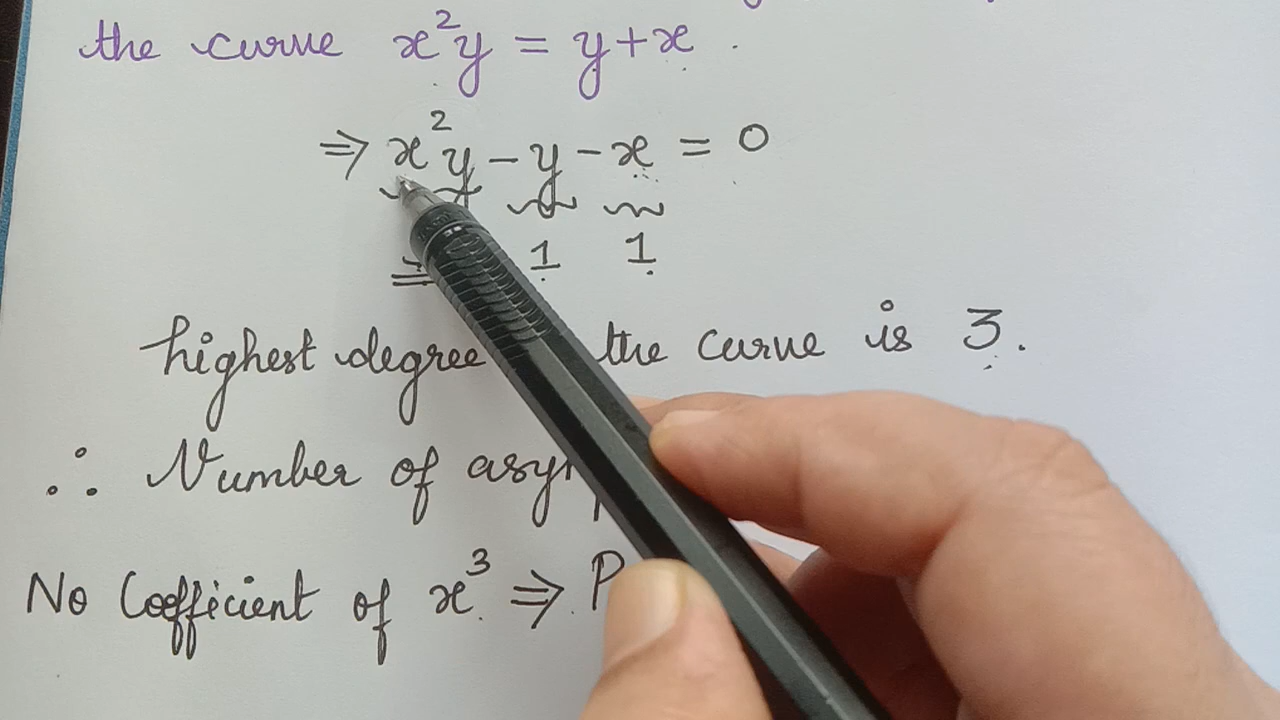 the curve x²y = y+x .
⇒ x²y - y - x = 0
1 1
highest degree the curve is 3.
∴ Number of
No Coefficient of x³ ⇒